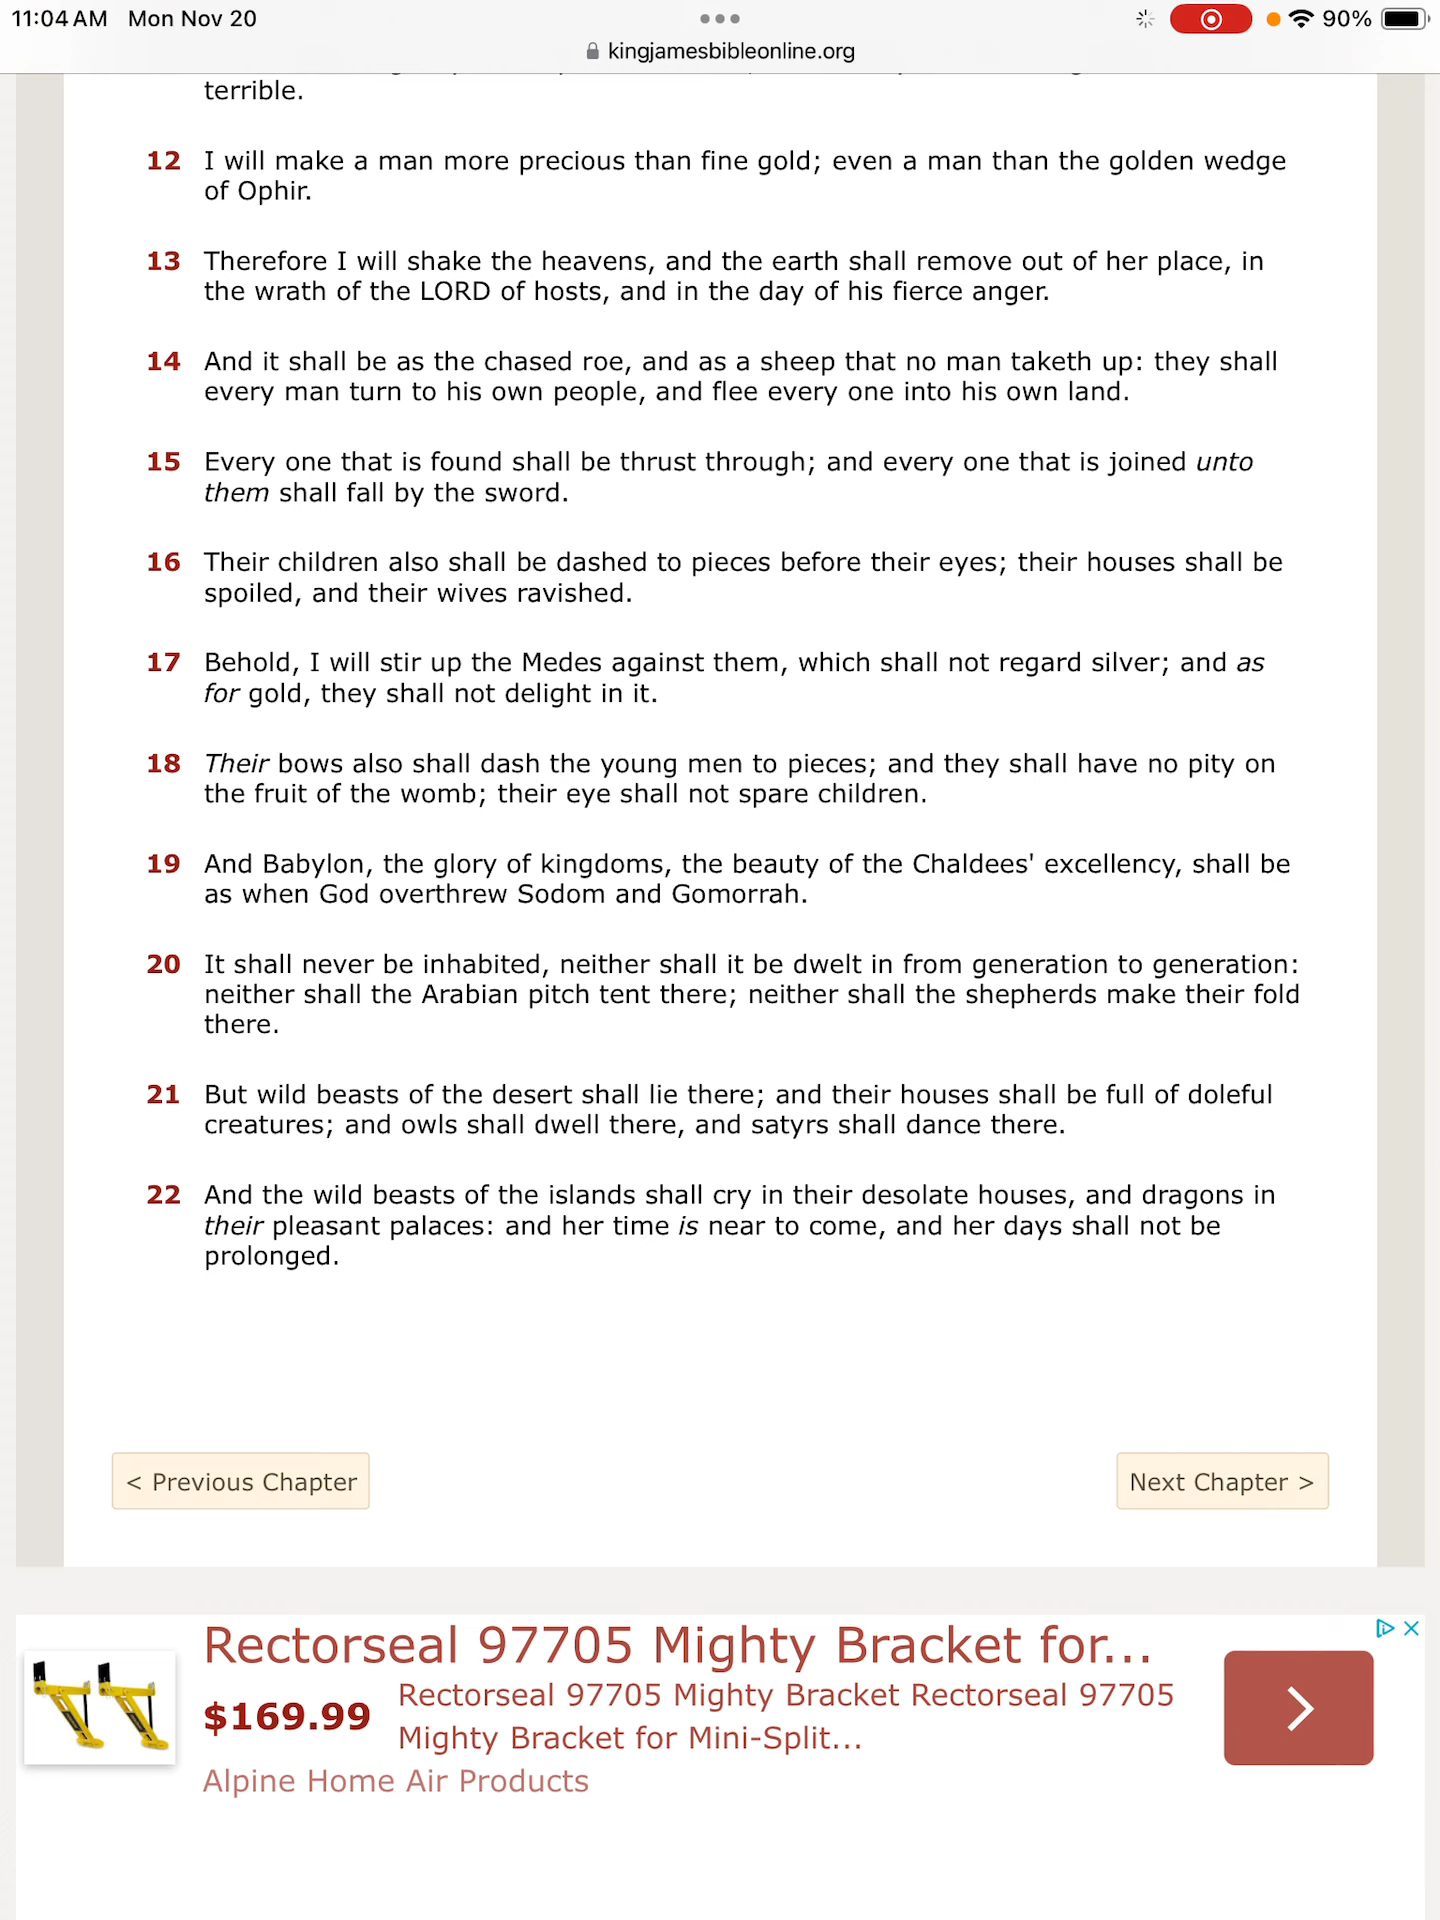 11:04 AM Mon Nov 20
90%
kingjamesbibleonline.org
terrible.
12 I will make a man more precious than fine gold; even a man than the golden wedge
of Ophir.
13 Therefore I will shake the heavens, and the earth shall remove out of her place, in
the wrath of the LORD of hosts, and in the day of his fierce anger.
14 And it shall be as the chased roe, and as a sheep that no man taketh up: they shall
every man turn to his own people, and flee every one into his own land.
15 Every one that is found shall be thrust through; and every one that is joined unto
them shall fall by the sword.
16 Their children also shall be dashed to pieces before their eyes; their houses shall be
spoiled, and their wives ravished.
17 Behold, I will stir up the Medes against them, which shall not regard silver; and as
for gold, they shall not delight in it.
18 Their bows also shall dash the young men to pieces; and they shall have no pity on
the fruit of the womb; their eye shall not spare children.
19 And Babylon, the glory of kingdoms, the beauty of the Chaldees' excellency, shall be
as when God overthrew Sodom and Gomorrah.
20 It shall never be inhabited, neither shall it be dwelt in from generation to generation:
neither shall the Arabian pitch tent there; neither shall the shepherds make their fold
there.
21 But wild beasts of the desert shall lie there; and their houses shall be full of doleful
creatures; and owls shall dwell there, and satyrs shall dance there.
22 And the wild beasts of the islands shall cry in their desolate houses, and dragons in
their pleasant palaces: and her time is near to come, and her days shall not be
prolonged.
< Previous Chapter
Next Chapter >
Rectorseal 97705 Mighty Bracket for...
$169.99
Rectorseal 97705 Mighty Bracket Rectorseal 97705
Mighty Bracket for Mini-Split...
Alpine Home Air Products